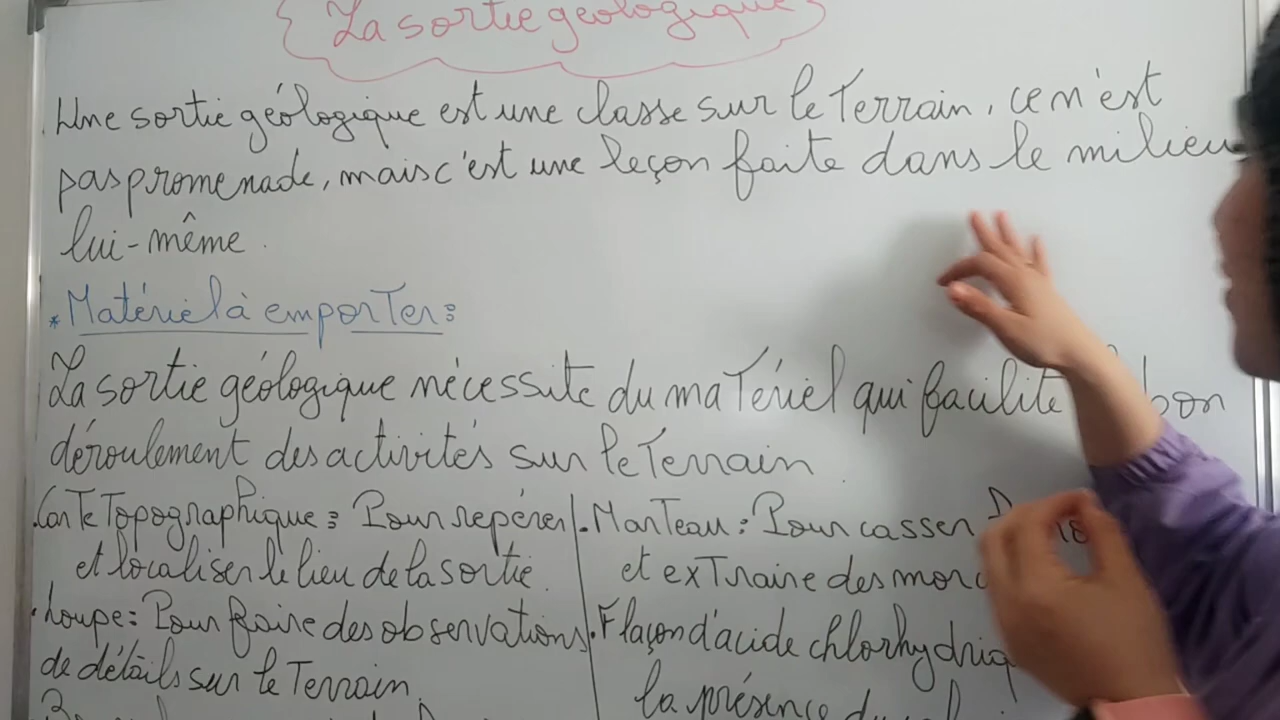 La sortie géologique
Une sortie géologique est une classe sur le Terrain, ce n'est
pas promenade, mais c'est une leçon faite dans le milieu
lui-même.
* Matériel à emporter :
La sortie géologique nécessite du matériel qui facilite bon
déroulement des activités sur le Terrain
. Carte Topographique : Pour repérer
et localiser le lieu de la sortie.
. Loupe : Pour faire des observations
de détails sur le Terrain.
. Marteau : Pour casser
et exTraire des morc
. Flaçon d'acide chlorhydriq
la présence du